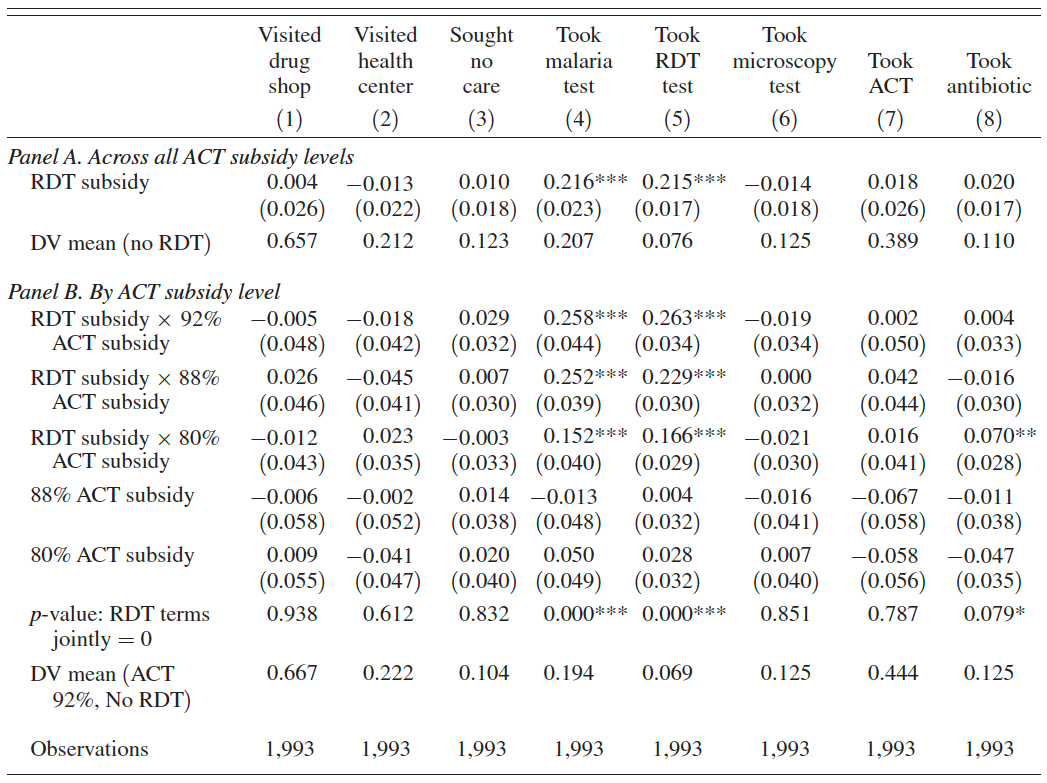 Visited drug shop Visited health center Sought no care Took malaria test Took RDT test Took microscopy test Took ACT Took antibiotic
(1) (2) (3) (4) (5) (6) (7) (8)
Panel A. Across all ACT subsidy levels
RDT subsidy 0.004 −0.013 0.010 0.216*** 0.215*** −0.014 0.018 0.020
(0.026) (0.022) (0.018) (0.023) (0.017) (0.018) (0.026) (0.017)
DV mean (no RDT) 0.657 0.212 0.123 0.207 0.076 0.125 0.389 0.110
Panel B. By ACT subsidy level
RDT subsidy × 92% −0.005 −0.018 0.029 0.258*** 0.263*** −0.019 0.002 0.004
ACT subsidy (0.048) (0.042) (0.032) (0.044) (0.034) (0.034) (0.050) (0.033)
RDT subsidy × 88% 0.026 −0.045 0.007 0.252*** 0.229*** 0.000 0.042 −0.016
ACT subsidy (0.046) (0.041) (0.030) (0.039) (0.030) (0.032) (0.044) (0.030)
RDT subsidy × 80% −0.012 0.023 −0.003 0.152*** 0.166*** −0.021 0.016 0.070**
ACT subsidy (0.043) (0.035) (0.033) (0.040) (0.029) (0.030) (0.041) (0.028)
88% ACT subsidy −0.006 −0.002 0.014 −0.013 0.004 −0.016 −0.067 −0.011
(0.058) (0.052) (0.038) (0.048) (0.032) (0.041) (0.058) (0.038)
80% ACT subsidy 0.009 −0.041 0.020 0.050 0.028 0.007 −0.058 −0.047
(0.055) (0.047) (0.040) (0.049) (0.032) (0.040) (0.056) (0.035)
p-value: RDT terms 0.938 0.612 0.832 0.000*** 0.000*** 0.851 0.787 0.079*
jointly = 0
DV mean (ACT 0.667 0.222 0.104 0.194 0.069 0.125 0.444 0.125
92%, No RDT)
Observations 1,993 1,993 1,993 1,993 1,993 1,993 1,993 1,993